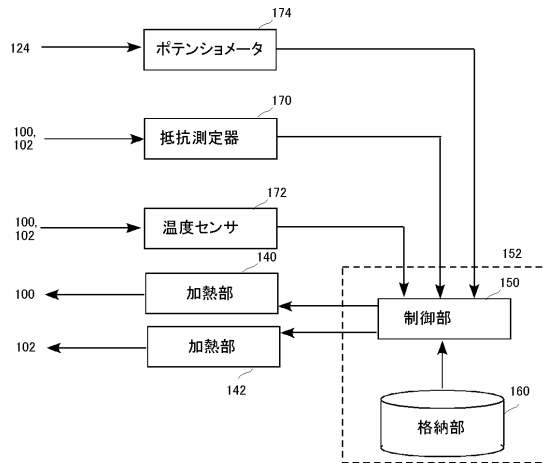 174
124
ポテンショメータ
170
100,
102
抵抗測定器
172
100,
102
温度センサ
152
140
150
100
加熱部
制御部
102
加熱部
142
160
格納部